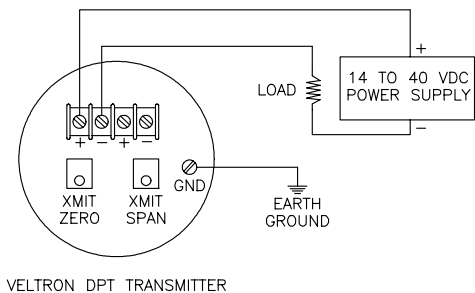 +
14 TO 40 VDC
POWER SUPPLY
−
LOAD
+ − + −
XMIT
ZERO
XMIT
SPAN
GND
EARTH
GROUND
VELTRON DPT TRANSMITTER